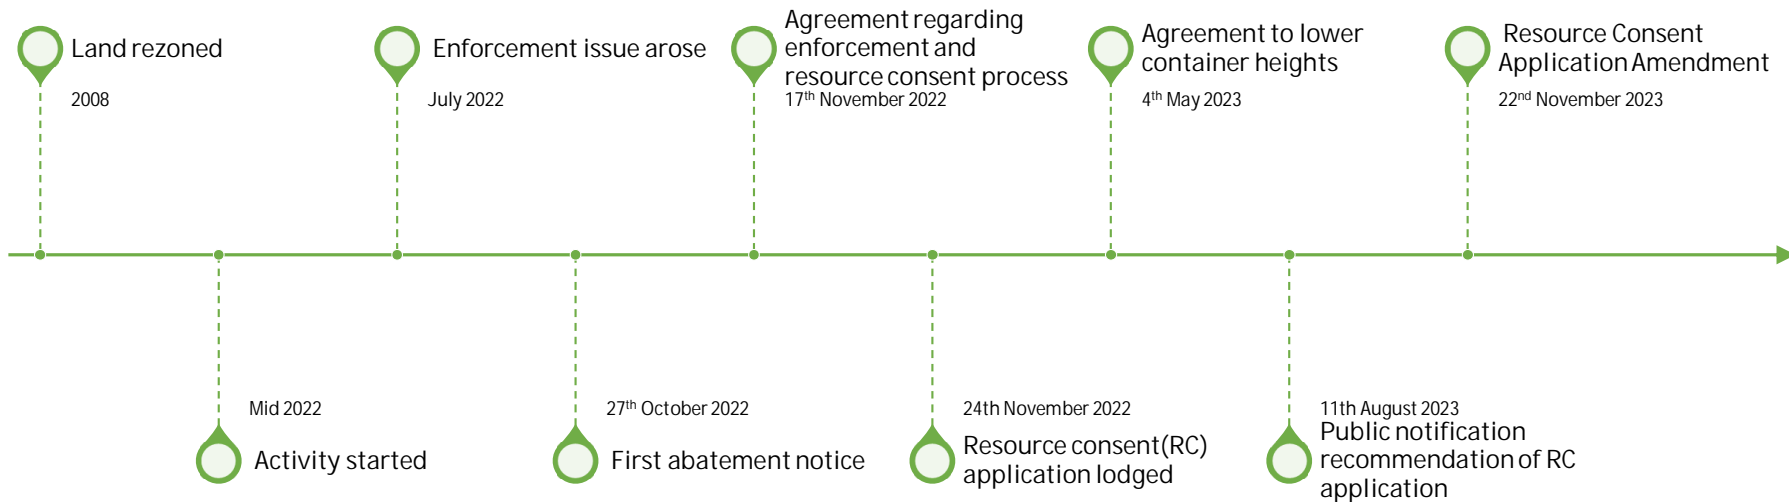 Land rezoned
2008
Mid 2022
Activity started
Enforcement issue arose
July 2022
27th October 2022
First abatement notice
Agreement regarding
enforcement and
resource consent process
17th November 2022
24th November 2022
Resource consent(RC)
application lodged
Agreement to lower
container heights
4th May 2023
11th August 2023
Public notification
recommendation of RC
application
Resource Consent
Application Amendment
22nd November 2023